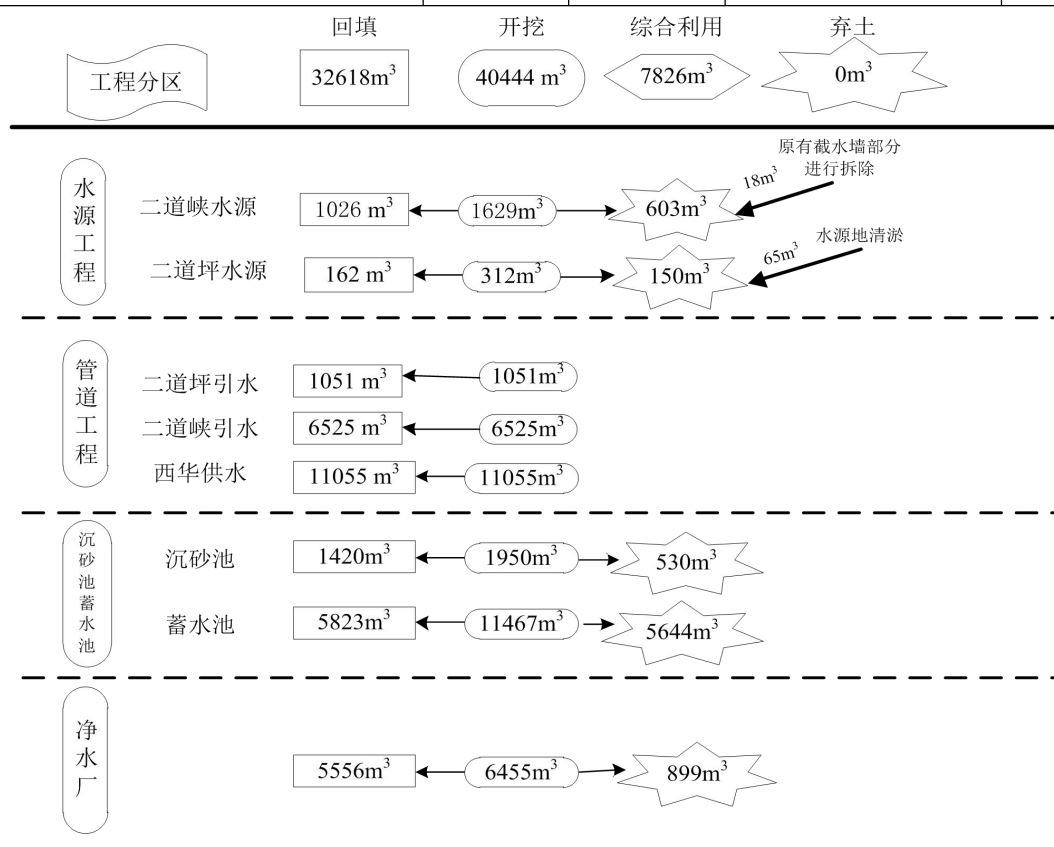 回填 开挖 综合利用 弃土
工程分区 32618m³ 40444 m³ 7826m³ 0m³
原有截水墙部分
进行拆除
18m³
水源工程
二道峡水源 1026 m³ 1629m³ 603m³
水源地清淤
65m³
二道坪水源 162 m³ 312m³ 150m³
管道工程
二道坪引水 1051 m³ 1051m³
二道峡引水 6525 m³ 6525m³
西华供水 11055 m³ 11055m³
沉砂池蓄水池
沉砂池 1420m³ 1950m³ 530m³
蓄水池 5823m³ 11467m³ 5644m³
净水厂
5556m³ 6455m³ 899m³